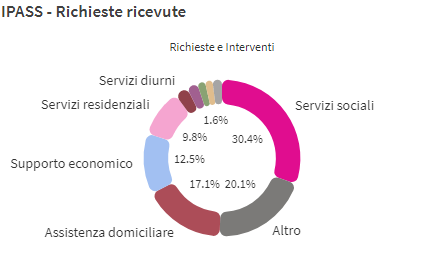 IPASS - Richieste ricevute
Richieste e Interventi
Servizi diurni
Servizi residenziali
Servizi sociali
1.6%
9.8%
30.4%
Supporto economico
12.5%
17.1%
20.1%
Assistenza domiciliare
Altro